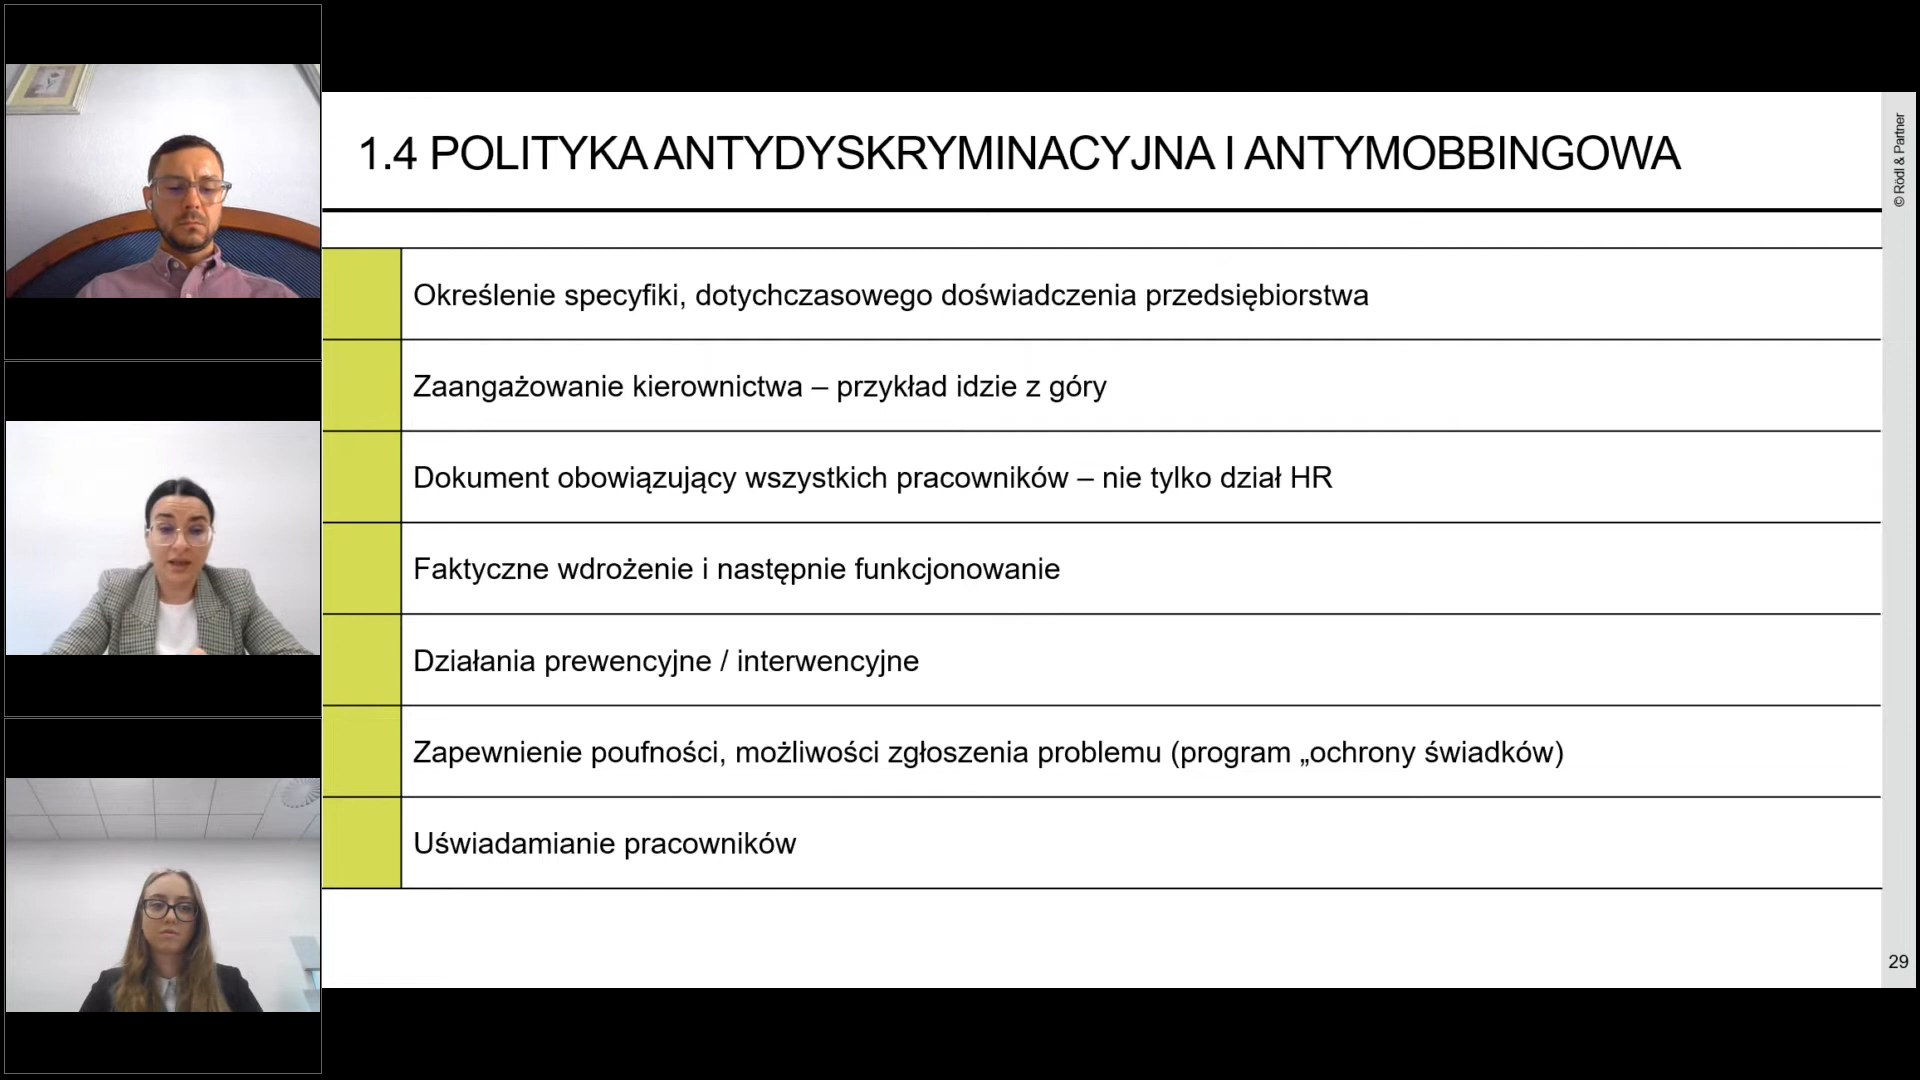 1.4 POLITYKA ANTYDYSKRYMINACYJNA I ANTYMOBBINGOWA
© Rödl & Partner
Określenie specyfiki, dotychczasowego doświadczenia przedsiębiorstwa
Zaangażowanie kierownictwa – przykład idzie z góry
Dokument obowiązujący wszystkich pracowników – nie tylko dział HR
Faktyczne wdrożenie i następnie funkcjonowanie
Działania prewencyjne / interwencyjne
Zapewnienie poufności, możliwości zgłoszenia problemu (program „ochrony świadków)
Uświadamianie pracowników
29